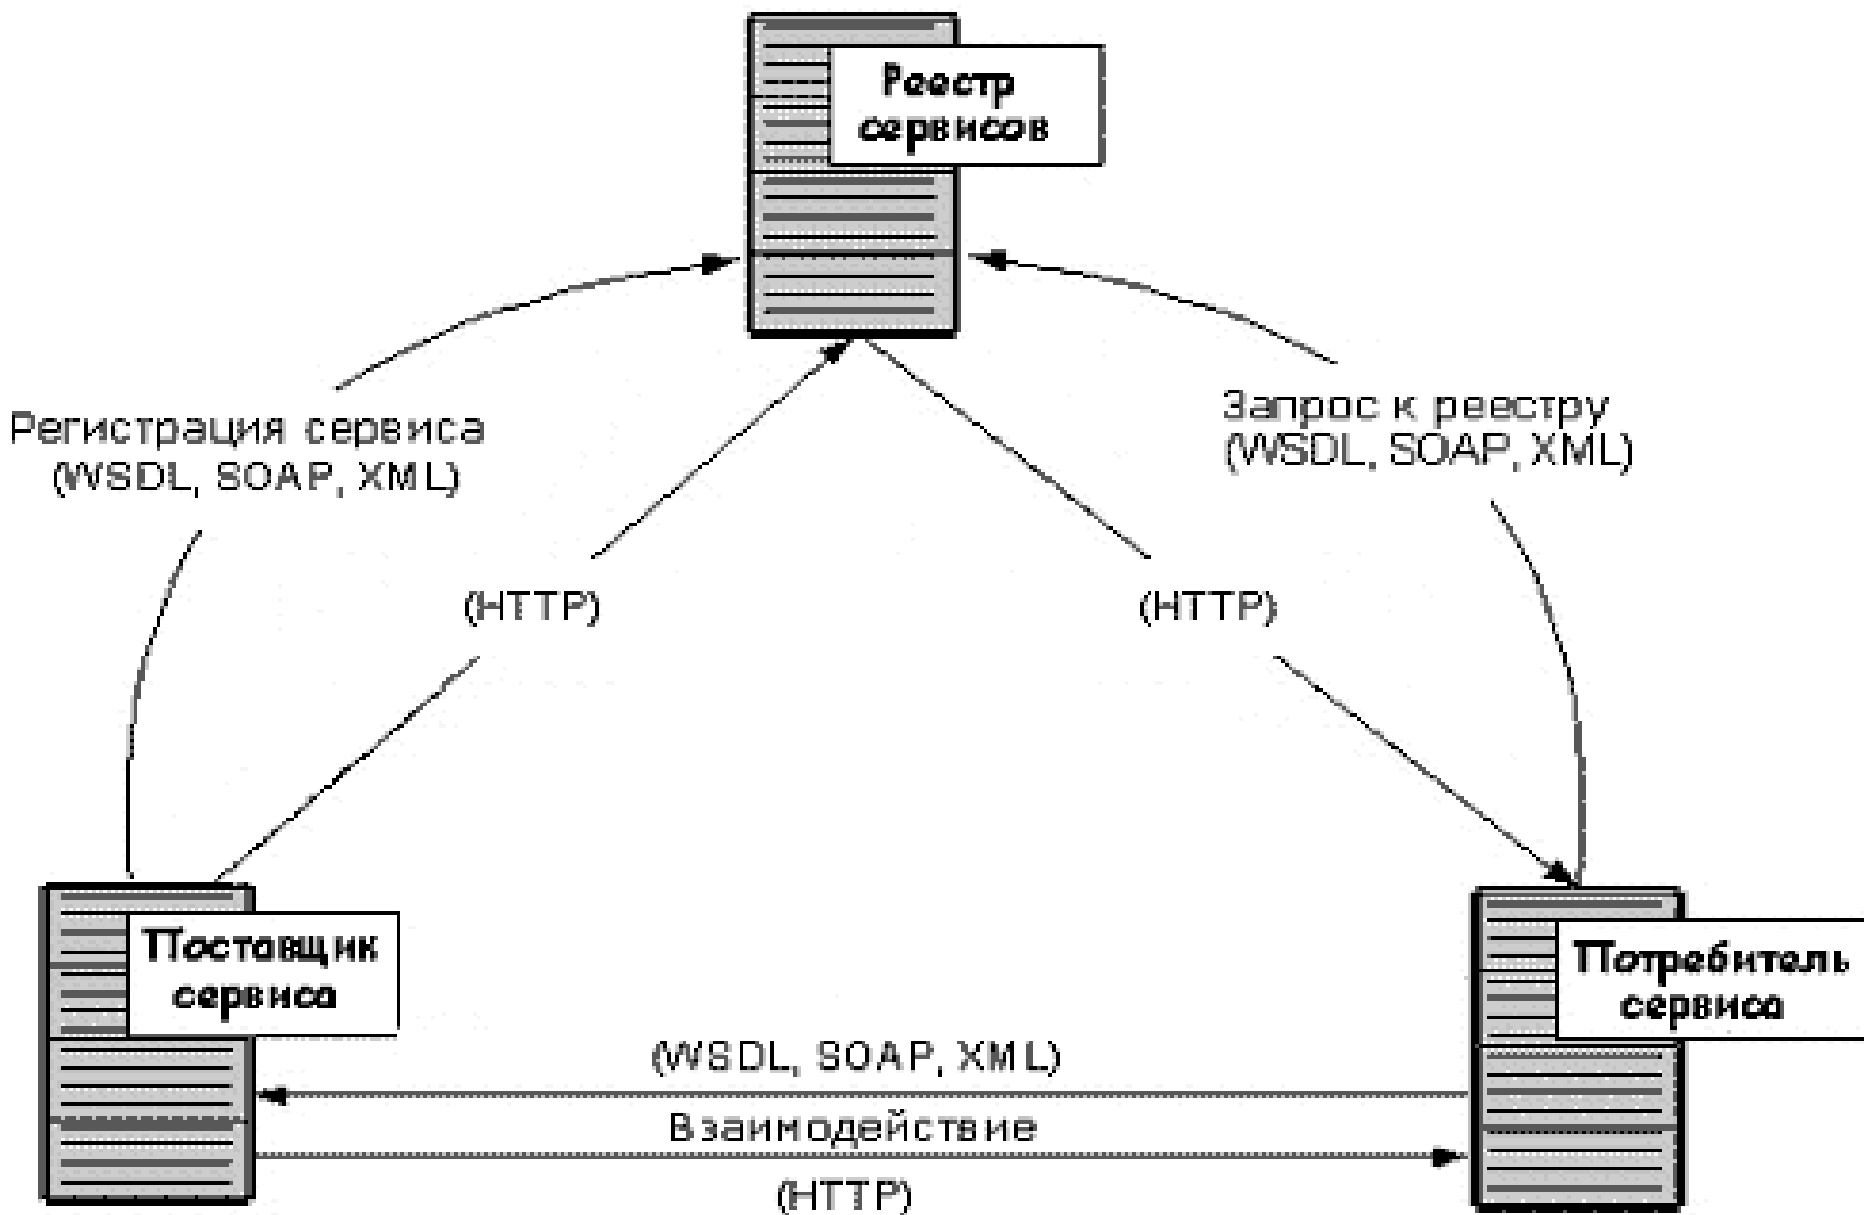 Реестр
сервисов
Регистрация сервиса
(WSDL, SOAP, XML)
Запрос к реестру
(WSDL, SOAP, XML)
(HTTP)
(HTTP)
Поставщик
сервиса
Потребитель
сервиса
(WSDL, SOAP, XML)
Взаимодействие
(HTTP)